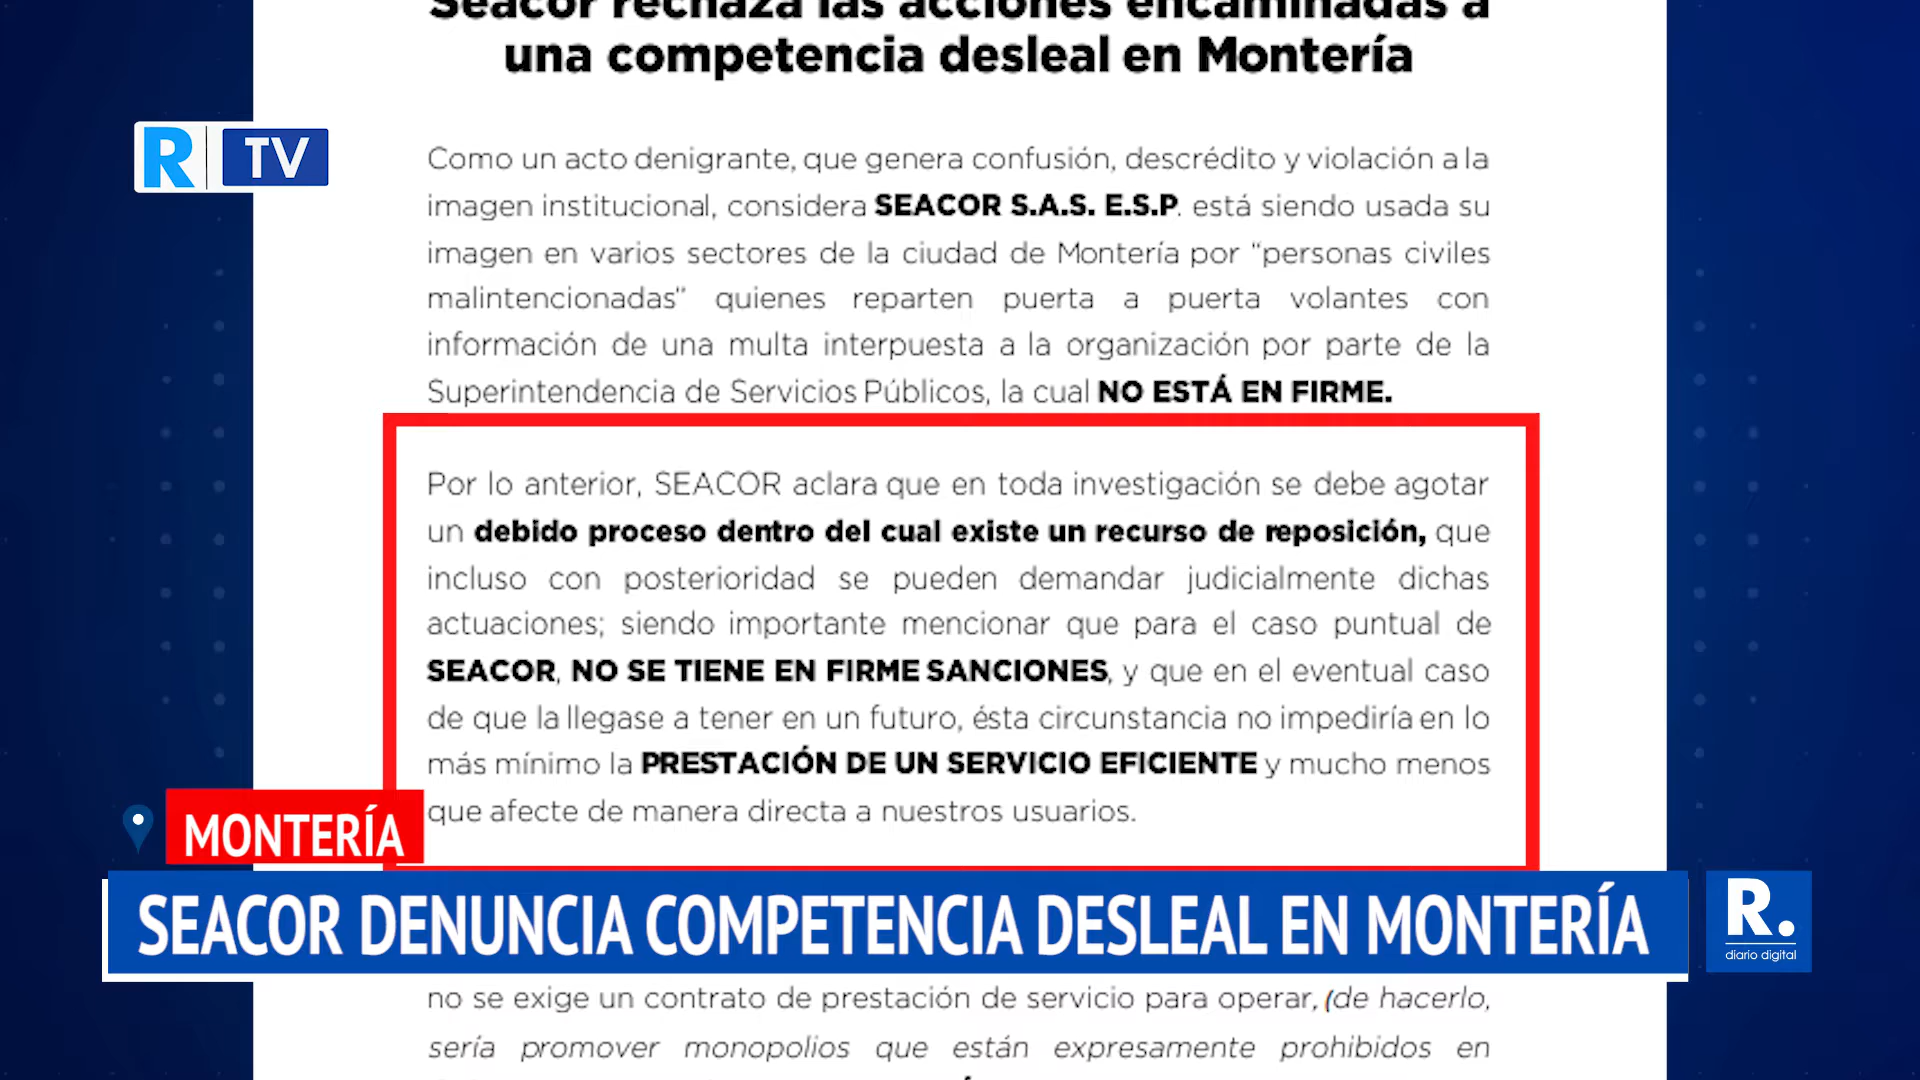 Seacor rechaza las acciones encaminadas a
una competencia desleal en Montería
R TV
Como un acto denigrante, que genera confusión, descrédito y violación a la
imagen institucional, considera SEACOR S.A.S. E.S.P. está siendo usada su
imagen en varios sectores de la ciudad de Montería por “personas civiles
malintencionadas” quienes reparten puerta a puerta volantes con
información de una multa interpuesta a la organización por parte de la
Superintendencia de Servicios Públicos, la cual NO ESTÁ EN FIRME.
Por lo anterior, SEACOR aclara que en toda investigación se debe agotar
un debido proceso dentro del cual existe un recurso de reposición, que
incluso con posterioridad se pueden demandar judicialmente dichas
actuaciones; siendo importante mencionar que para el caso puntual de
SEACOR, NO SE TIENE EN FIRME SANCIONES, y que en el eventual caso
de que la llegase a tener en un futuro, ésta circunstancia no impediría en lo
más mínimo la PRESTACIÓN DE UN SERVICIO EFICIENTE y mucho menos
que afecte de manera directa a nuestros usuarios.
MONTERÍA
SEACOR DENUNCIA COMPETENCIA DESLEAL EN MONTERÍA
R.
diario digital
no se exige un contrato de prestación de servicio para operar, (de hacerlo,
sería promover monopolios que están expresamente prohibidos en